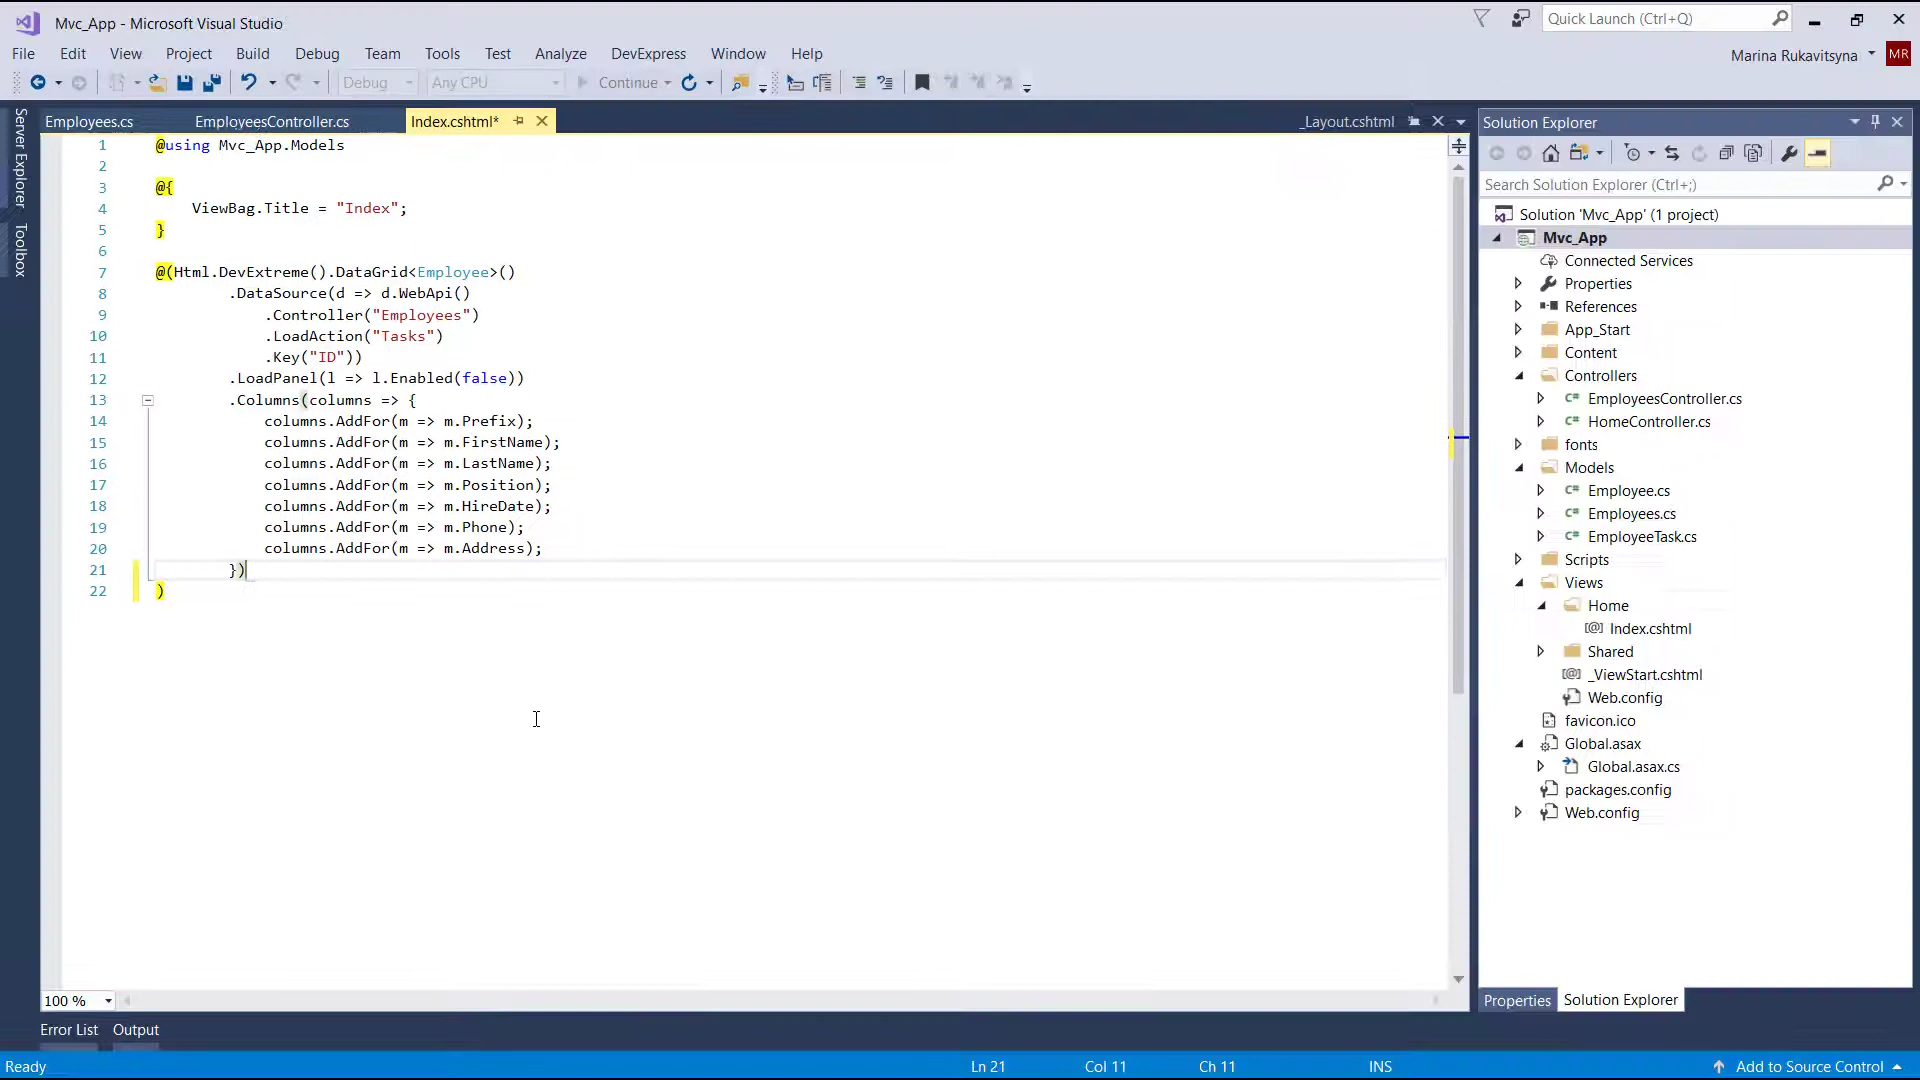 Mvc_App - Microsoft Visual Studio
Quick Launch (Ctrl+Q)
File Edit View Project Build Debug Team Tools Test Analyze DevExpress Window Help
Marina Rukavitsyna MR
Debug Any CPU Continue
Server Explorer
Toolbox
Employees.cs EmployeesController.cs Index.cshtml* _Layout.cshtml
1 @using Mvc_App.Models
2
3 @{
4 ViewBag.Title = "Index";
5 }
6
7 @(Html.DevExtreme().DataGrid<Employee>()
8 .DataSource(d => d.WebApi()
9 .Controller("Employees")
10 .LoadAction("Tasks")
11 .Key("ID"))
12 .LoadPanel(l => l.Enabled(false))
13 .Columns(columns => {
14 columns.AddFor(m => m.Prefix);
15 columns.AddFor(m => m.FirstName);
16 columns.AddFor(m => m.LastName);
17 columns.AddFor(m => m.Position);
18 columns.AddFor(m => m.HireDate);
19 columns.AddFor(m => m.Phone);
20 columns.AddFor(m => m.Address);
21 })
22 )
100 %
Solution Explorer
Search Solution Explorer (Ctrl+;)
Solution 'Mvc_App' (1 project)
Mvc_App
Connected Services
Properties
References
App_Start
Content
Controllers
C# EmployeesController.cs
C# HomeController.cs
fonts
Models
C# Employee.cs
C# Employees.cs
C# EmployeeTask.cs
Scripts
Views
Home
[@] Index.cshtml
Shared
[@] _ViewStart.cshtml
Web.config
favicon.ico
Global.asax
Global.asax.cs
packages.config
Web.config
Properties Solution Explorer
Error List Output
Ready Ln 21 Col 11 Ch 11 INS Add to Source Control